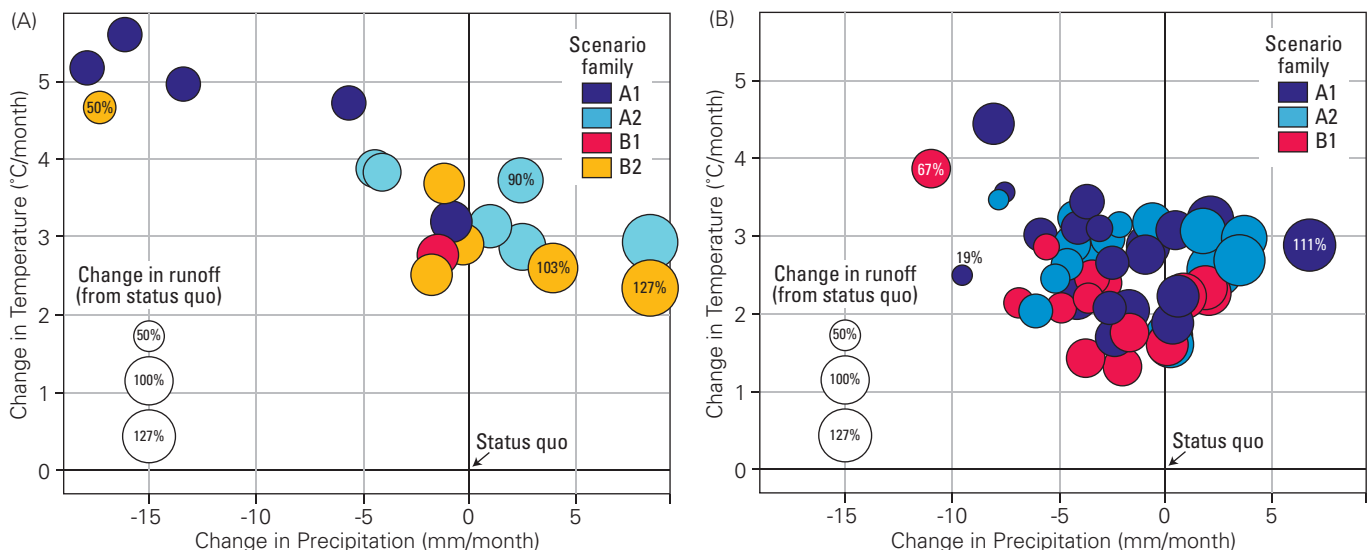 (A)
Change in Temperature (°C/month)
5
4
3
2
1
0
50%
90%
103%
127%
Scenario
family
A1
A2
B1
B2
Change in runoff
(from status quo)
50%
100%
127%
Status quo
-15
-10
-5
0
5
Change in Precipitation (mm/month)
(B)
Change in Temperature (°C/month)
5
4
3
2
1
0
67%
19%
111%
Scenario
family
A1
A2
B1
Change in runoff
(from status quo)
50%
100%
127%
Status quo
-15
-10
-5
0
5
Change in Precipitation (mm/month)